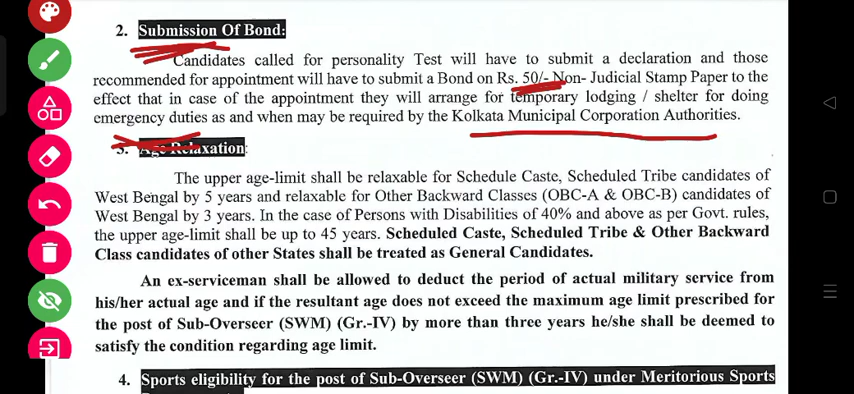 2. Submission Of Bond:
Candidates called for personality Test will have to submit a declaration and those
recommended for appointment will have to submit a Bond on Rs. 50/- Non- Judicial Stamp Paper to the
effect that in case of the appointment they will arrange for temporary lodging / shelter for doing
emergency duties as and when may be required by the Kolkata Municipal Corporation Authorities.
3. Age Relaxation:
The upper age-limit shall be relaxable for Schedule Caste, Scheduled Tribe candidates of
West Bengal by 5 years and relaxable for Other Backward Classes (OBC-A & OBC-B) candidates of
West Bengal by 3 years. In the case of Persons with Disabilities of 40% and above as per Govt. rules,
the upper age-limit shall be up to 45 years. Scheduled Caste, Scheduled Tribe & Other Backward
Class candidates of other States shall be treated as General Candidates.
An ex-serviceman shall be allowed to deduct the period of actual military service from
his/her actual age and if the resultant age does not exceed the maximum age limit prescribed for
the post of Sub-Overseer (SWM) (Gr.-IV) by more than three years he/she shall be deemed to
satisfy the condition regarding age limit.
4. Sports eligibility for the post of Sub-Overseer (SWM) (Gr.-IV) under Meritorious Sports